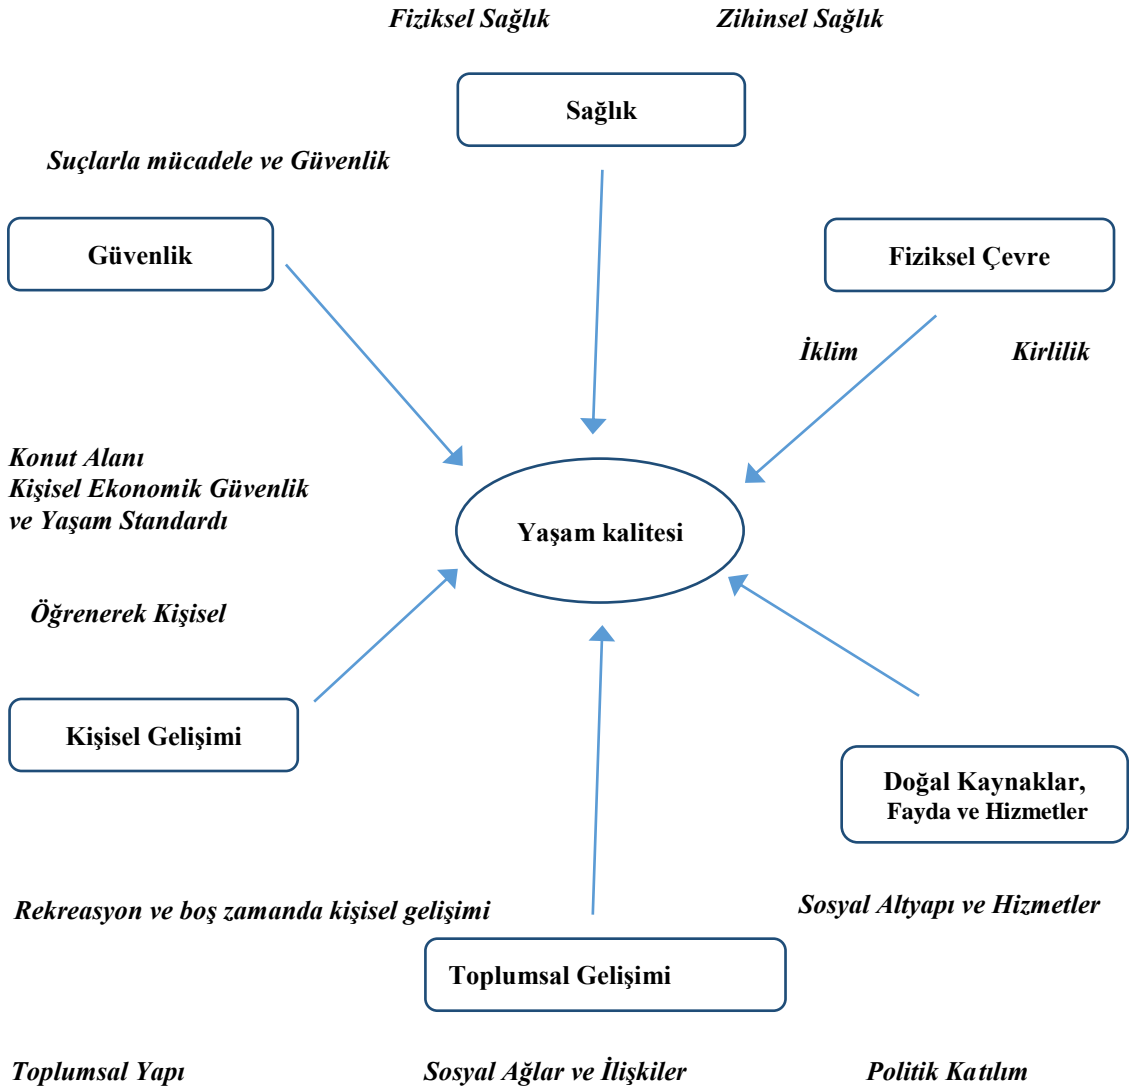 Fiziksel Sağlık
Zihinsel Sağlık
Sağlık
Suçlarla mücadele ve Güvenlik
Güvenlik
Fiziksel Çevre
İklim
Kirlilik
Konut Alanı
Kişisel Ekonomik Güvenlik
ve Yaşam Standardı
Yaşam kalitesi
Öğrenerek Kişisel
Kişisel Gelişimi
Doğal Kaynaklar,
Fayda ve Hizmetler
Rekreasyon ve boş zamanda kişisel gelişimi
Sosyal Altyapı ve Hizmetler
Toplumsal Gelişimi
Toplumsal Yapı
Sosyal Ağlar ve İlişkiler
Politik Katılım